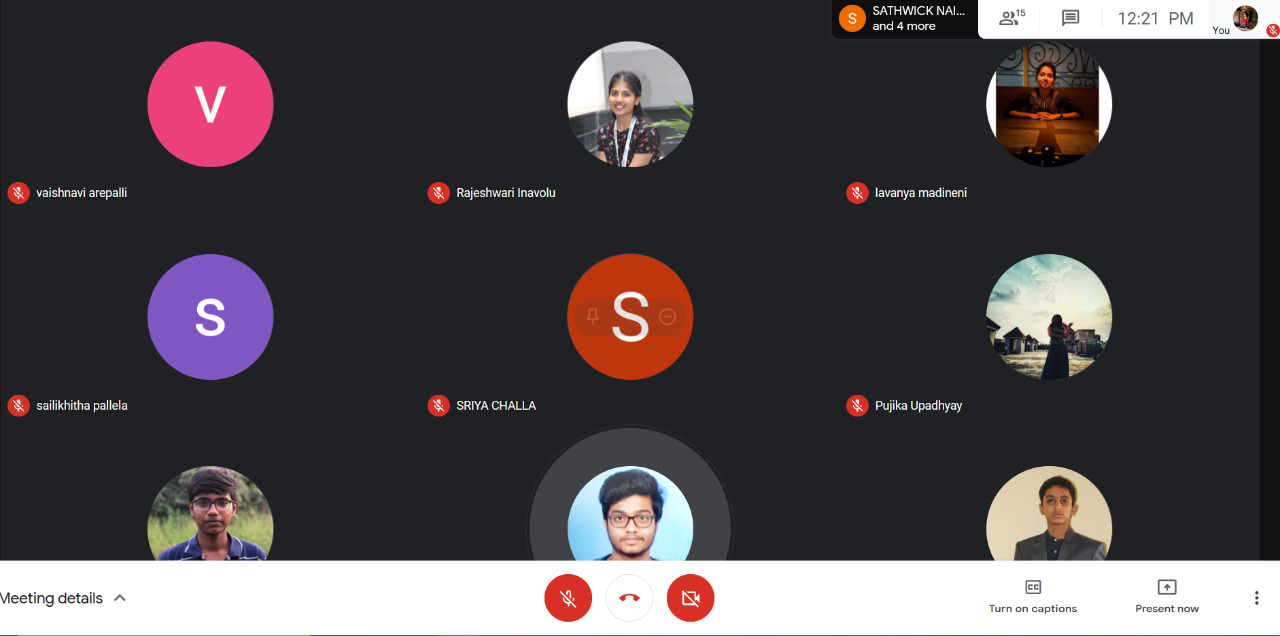 S
SATHWICK NAI...
and 4 more
15
12:21 PM
You
V
vaishnavi arepalli
Rajeshwari Inavolu
lavanya madineni
S
sailikhitha pallela
S
SRIYA CHALLA
Pujika Upadhyay
Meeting details
CC
Turn on captions
Present now